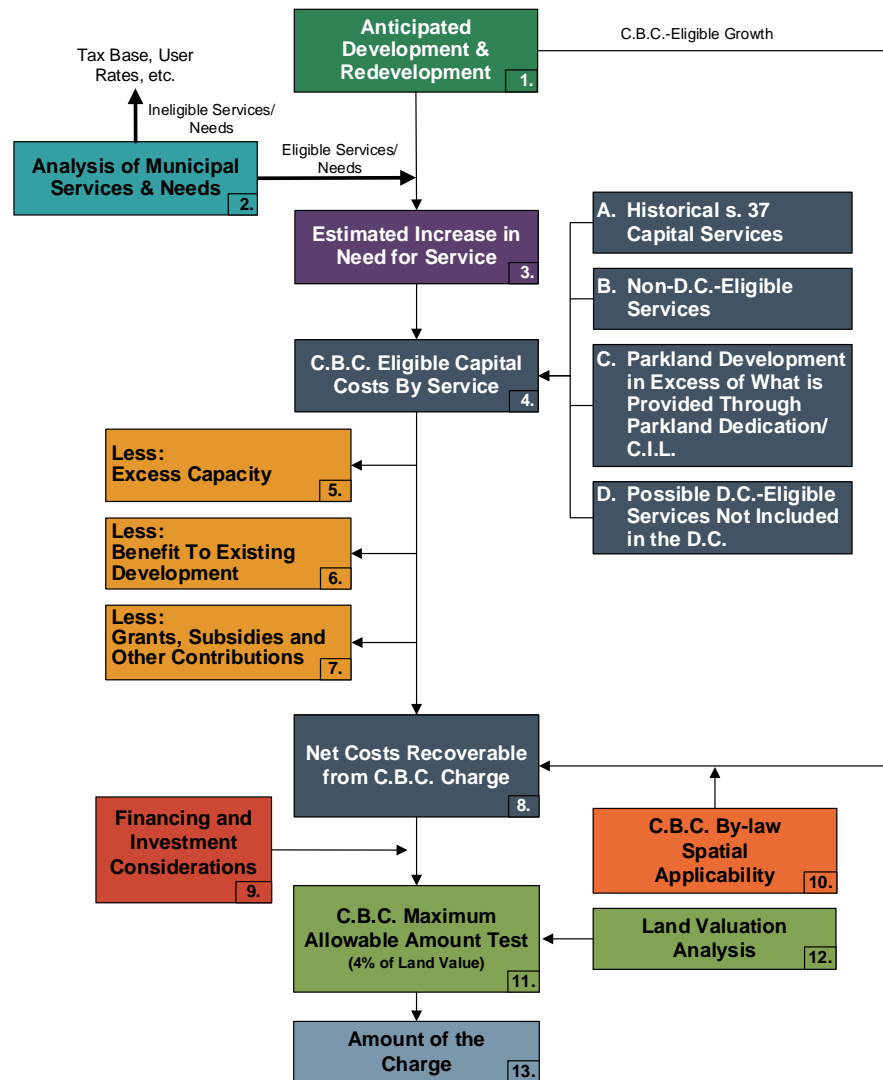 Anticipated
Development &
Redevelopment
1.
C.B.C.-Eligible Growth
Tax Base, User
Rates, etc.
Ineligible Services/
Needs
Analysis of Municipal
Services & Needs
2.
Eligible Services/
Needs
Estimated Increase in
Need for Service
3.
A. Historical s. 37
Capital Services
B. Non-D.C.-Eligible
Services
C.B.C. Eligible Capital
Costs By Service
4.
C. Parkland Development
in Excess of What is
Provided Through
Parkland Dedication/
C.I.L.
D. Possible D.C.-Eligible
Services Not Included
in the D.C.
Less:
Excess Capacity
5.
Less:
Benefit To Existing
Development
6.
Less:
Grants, Subsidies and
Other Contributions
7.
Net Costs Recoverable
from C.B.C. Charge
8.
Financing and
Investment
Considerations
9.
C.B.C. By-law
Spatial
Applicability
10.
C.B.C. Maximum
Allowable Amount Test
(4% of Land Value)
11.
Land Valuation
Analysis
12.
Amount of the
Charge
13.